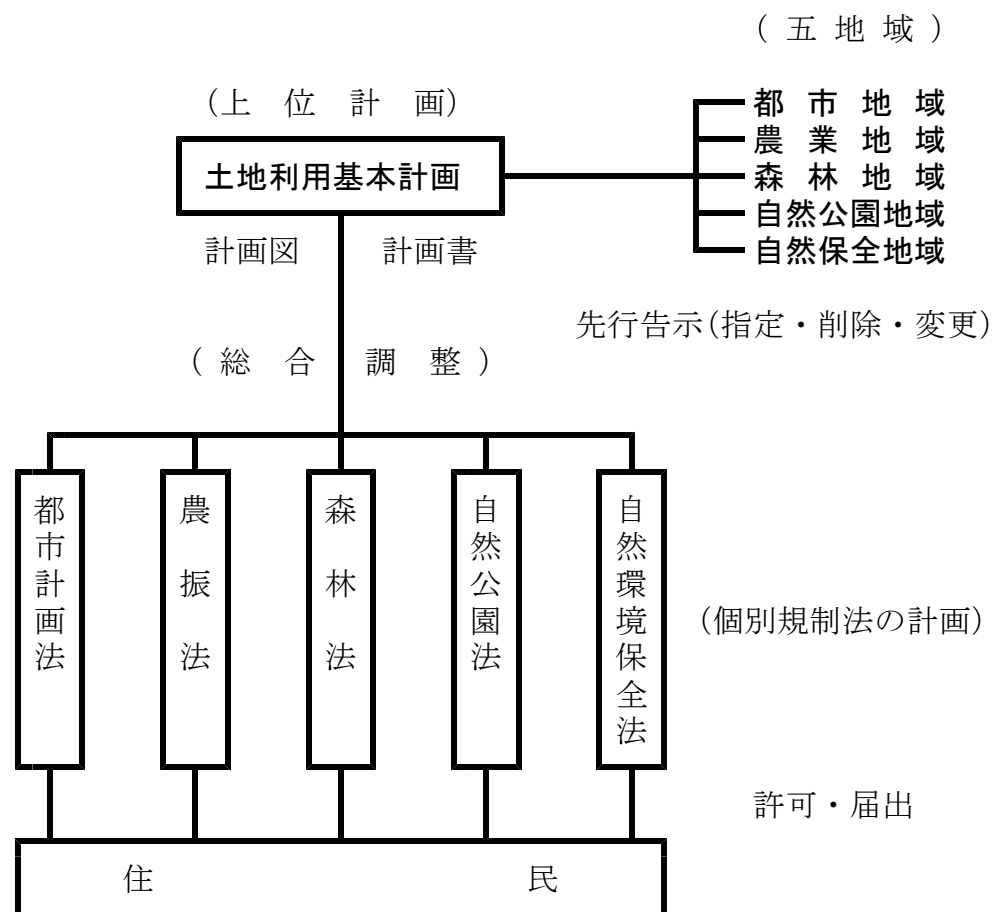 (五地域)
(上位計画)
都市地域
農業地域
土地利用基本計画
森林地域
自然公園地域
計画図 計画書
自然保全地域
先行告示(指定・削除・変更)
(総合調整)
都市計画法
農振法
森林法
自然公園法
自然環境保全法
(個別規制法の計画)
許可・届出
住民